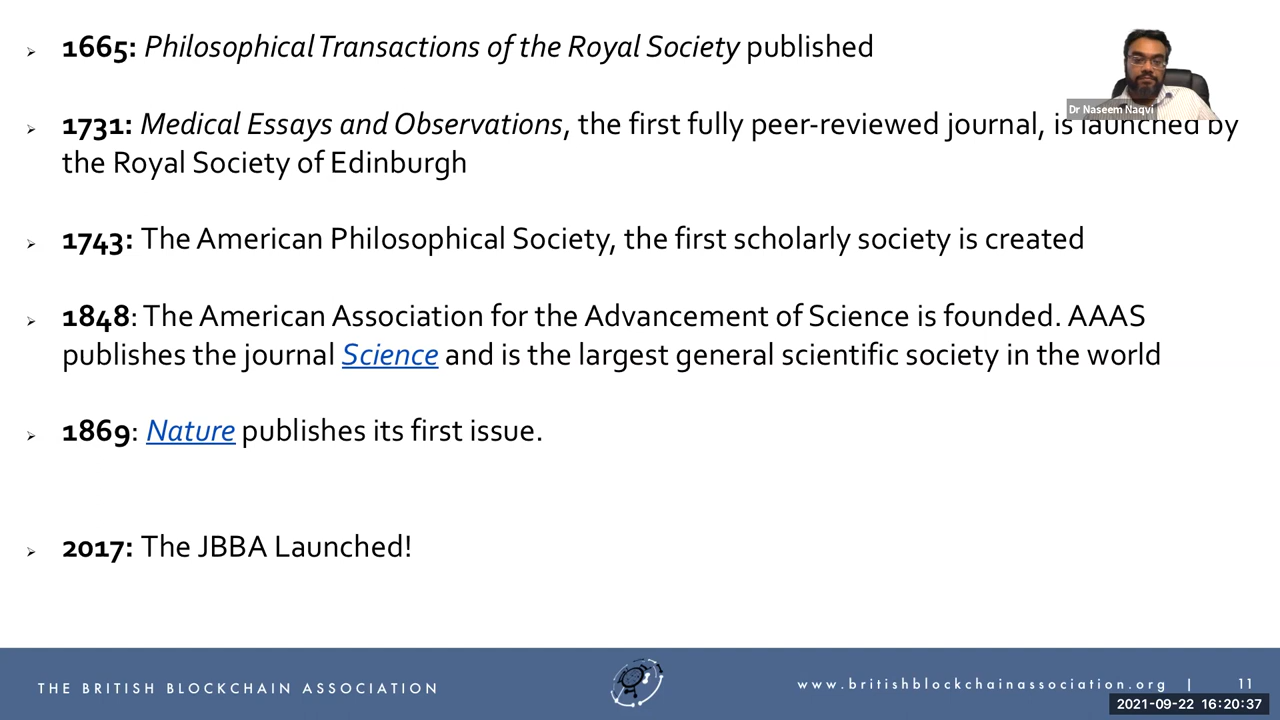 1665: Philosophical Transactions of the Royal Society published
Dr Naseem Naqvi
1731: Medical Essays and Observations, the first fully peer-reviewed journal, is launched by
the Royal Society of Edinburgh
1743: The American Philosophical Society, the first scholarly society is created
1848: The American Association for the Advancement of Science is founded. AAAS
publishes the journal Science and is the largest general scientific society in the world
1869: Nature publishes its first issue.
2017: The JBBA Launched!
THE BRITISH BLOCKCHAIN ASSOCIATION
www.britishblockchainassociation.org | 11
2021-09-22 16:20:37